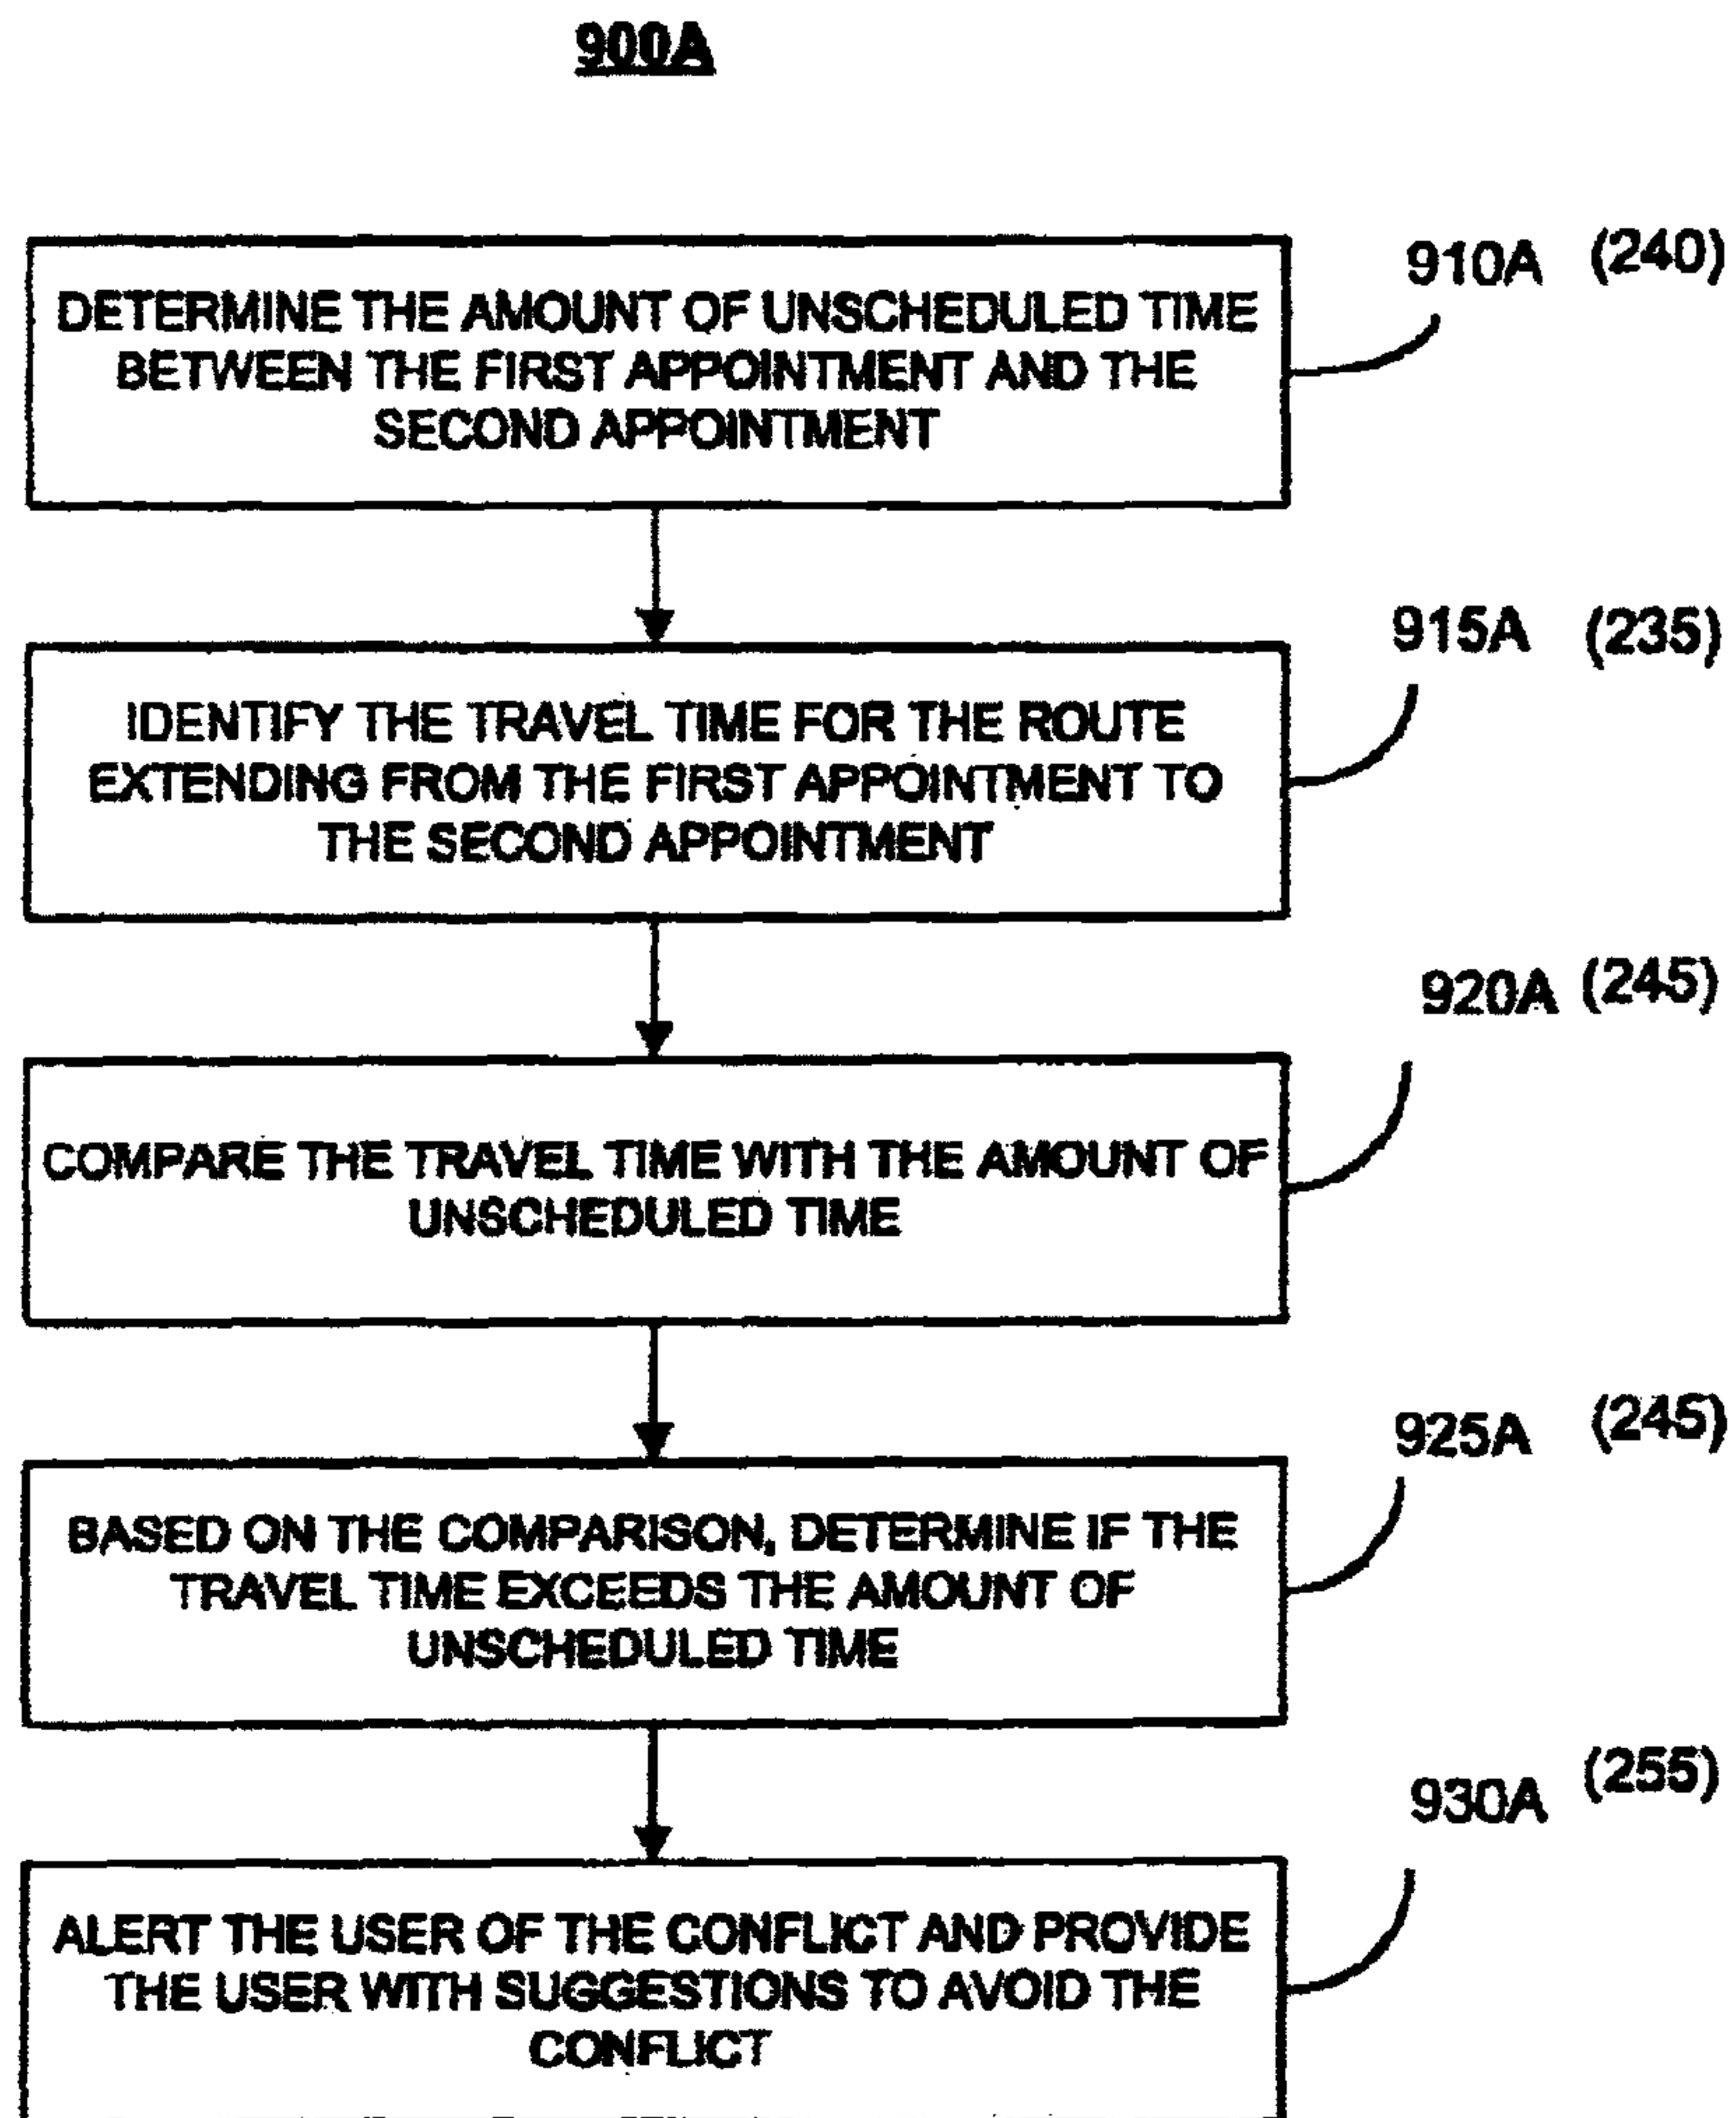 900A
910A (240)
DETERMINE THE AMOUNT OF UNSCHEDULED TIME
BETWEEN THE FIRST APPOINTMENT AND THE
SECOND APPOINTMENT
915A (235)
IDENTIFY THE TRAVEL TIME FOR THE ROUTE
EXTENDING FROM THE FIRST APPOINTMENT TO
THE SECOND APPOINTMENT
920A (245)
COMPARE THE TRAVEL TIME WITH THE AMOUNT OF
UNSCHEDULED TIME
925A (245)
BASED ON THE COMPARISON, DETERMINE IF THE
TRAVEL TIME EXCEEDS THE AMOUNT OF
UNSCHEDULED TIME
930A (255)
ALERT THE USER OF THE CONFLICT AND PROVIDE
THE USER WITH SUGGESTIONS TO AVOID THE
CONFLICT